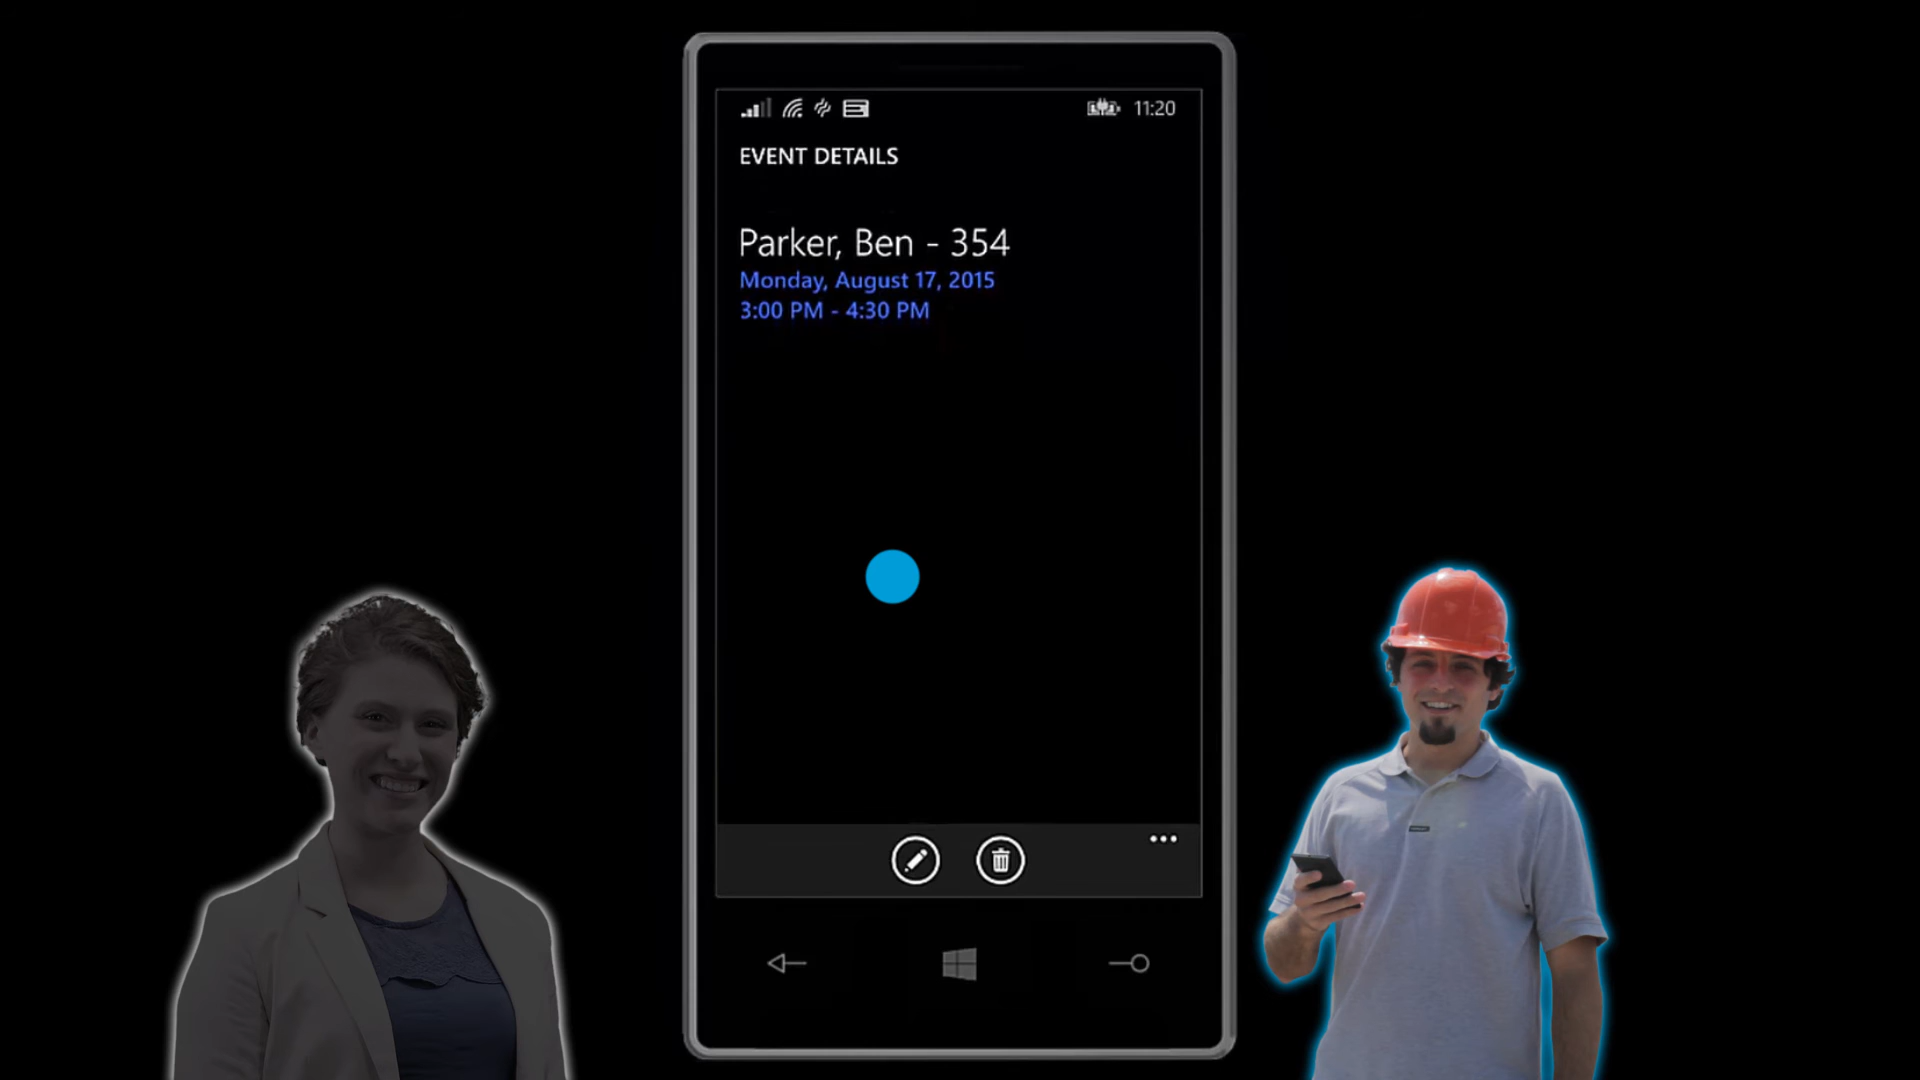 11:20
EVENT DETAILS
Parker, Ben - 354
Monday, August 17, 2015
3:00 PM - 4:30 PM